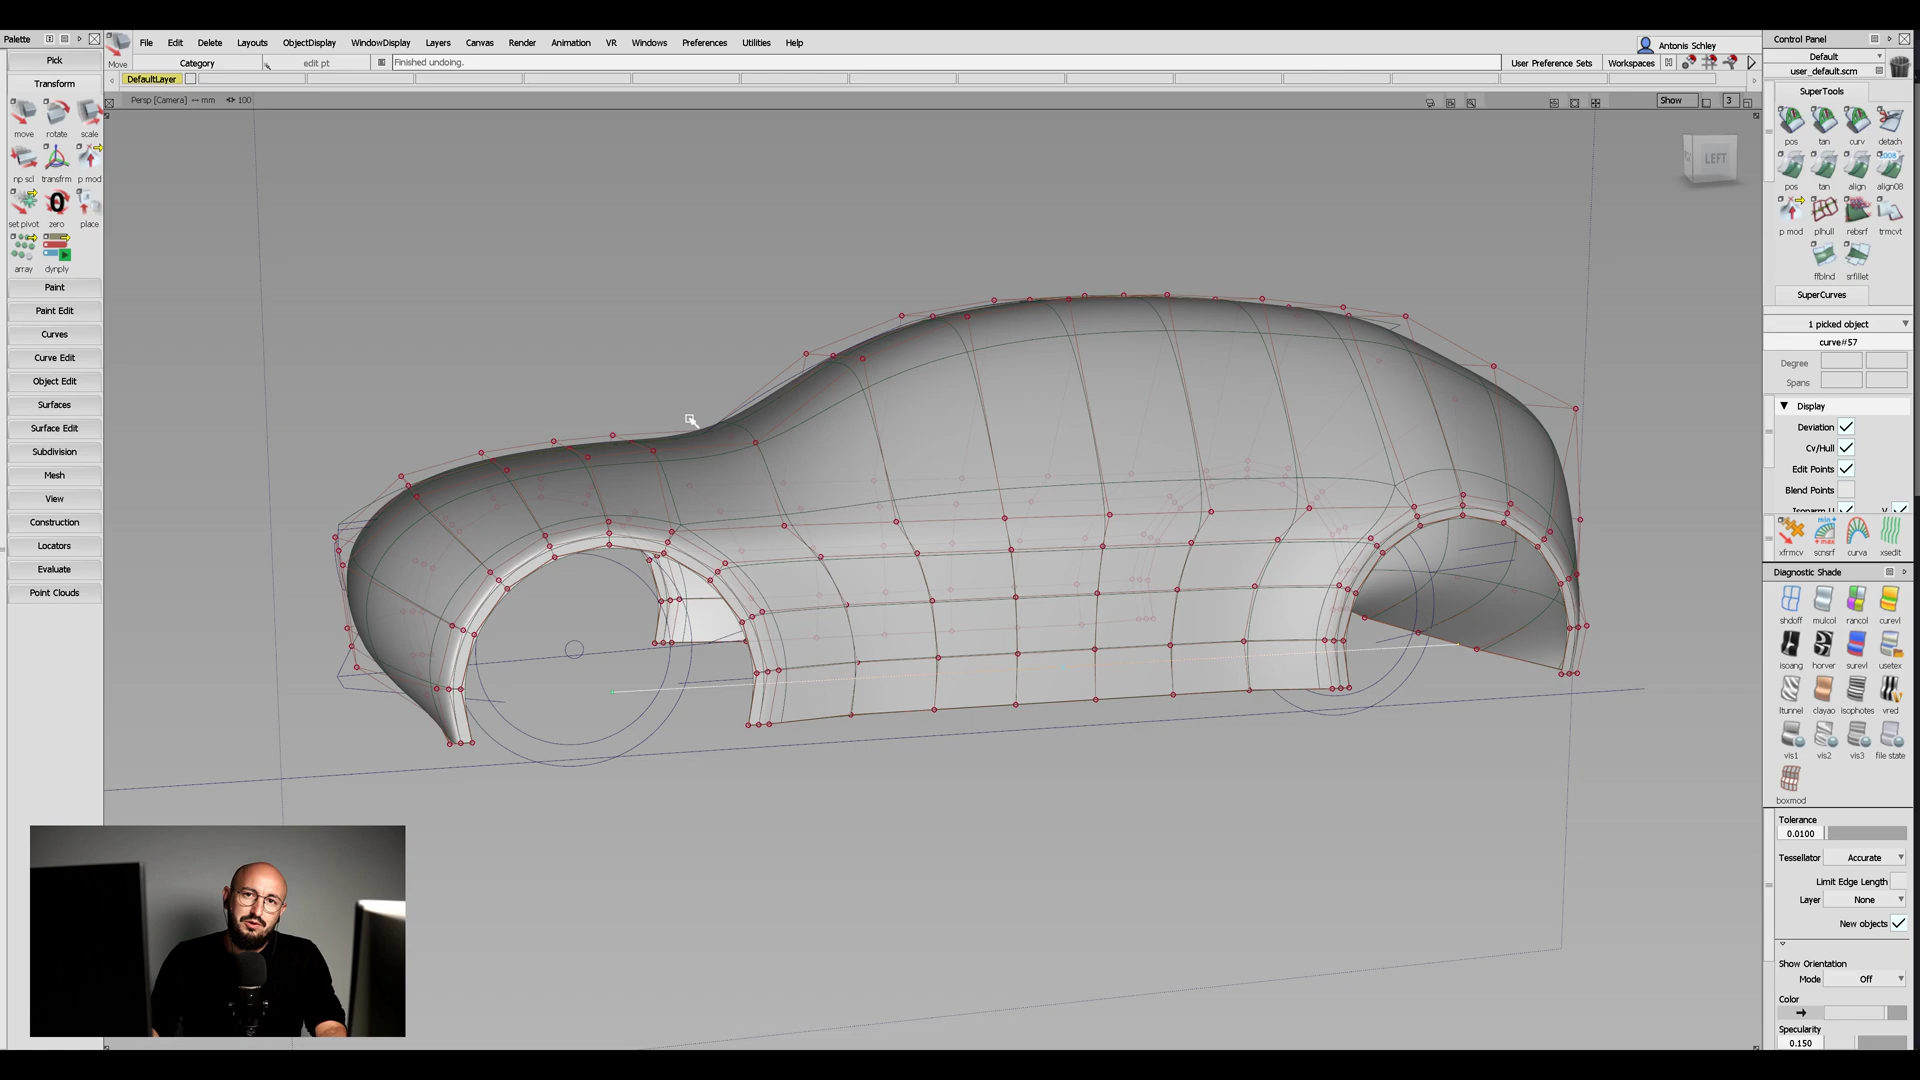 Palette
Pick
Transform
move rotate scale
np scl transfrm p mod
set pivot zero place
array dynply
Paint
Paint Edit
Curves
Curve Edit
Object Edit
Surfaces
Surface Edit
Subdivision
Mesh
View
Construction
Locators
Evaluate
Point Clouds
Move
File Edit Delete Layouts ObjectDisplay WindowDisplay Layers Canvas Render Animation VR Windows Preferences Utilities Help
Antonis Schley
Category edit pt Finished undoing. User Preference Sets Workspaces
DefaultLayer
Persp [Camera] -- mm 100
Show 3
LEFT
Control Panel
Default
user_default.scm
SuperTools
pos tan curv detach
pos tan align align08
p mod plhull rebsrf trmcvt
ffblnd srfillet
SuperCurves
1 picked object
curve#57
Degree
Spans
Display
Deviation
Cv/Hull
Edit Points
Blend Points
Isoparm U V
xfrmcv scnsrf curva xsedit
Diagnostic Shade
shdoff mulcol rancol curevl
isoang horver surevl usetex
ltunnel clayao isophotes vred
vis1 vis2 vis3 file state
boxmod
Tolerance
0.0100
Tessellator Accurate
Limit Edge Length
Layer None
New objects
Show Orientation
Mode Off
Color
Specularity
0.150